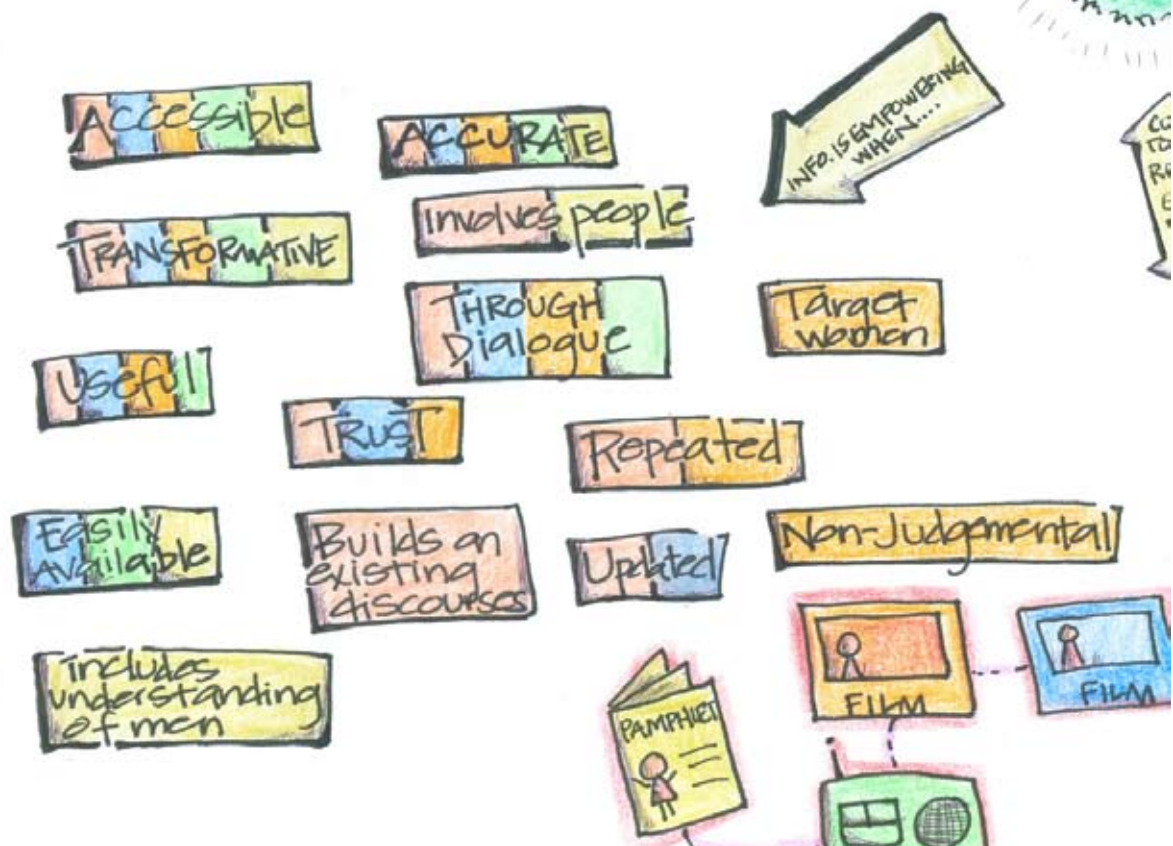 INFO. IS EMPOWERING
WHEN....
Accessible
ACCURATE
TRANSFORMATIVE
involves people
THROUGH
Dialogue
Target
women
Useful
TRUST
Repeated
Easily
Available
Builds on
existing
discourses
Updated
Non-Judgemental
includes
understanding
of men
PAMPHLET
FILM
FILM